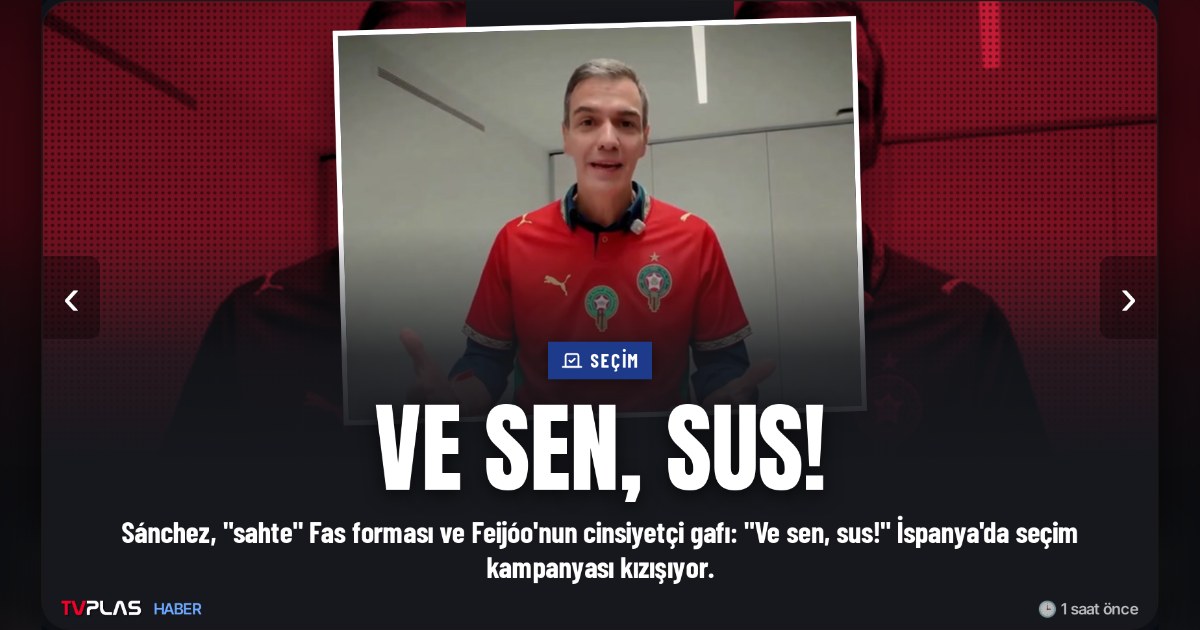 SEÇİM
VE SEN, SUS!
Sánchez, "sahte" Fas forması ve Feijóo'nun cinsiyetçi gafı: "Ve sen, sus!" İspanya'da seçim
kampanyası kızışıyor.
TVPLAS HABER
1 saat önce